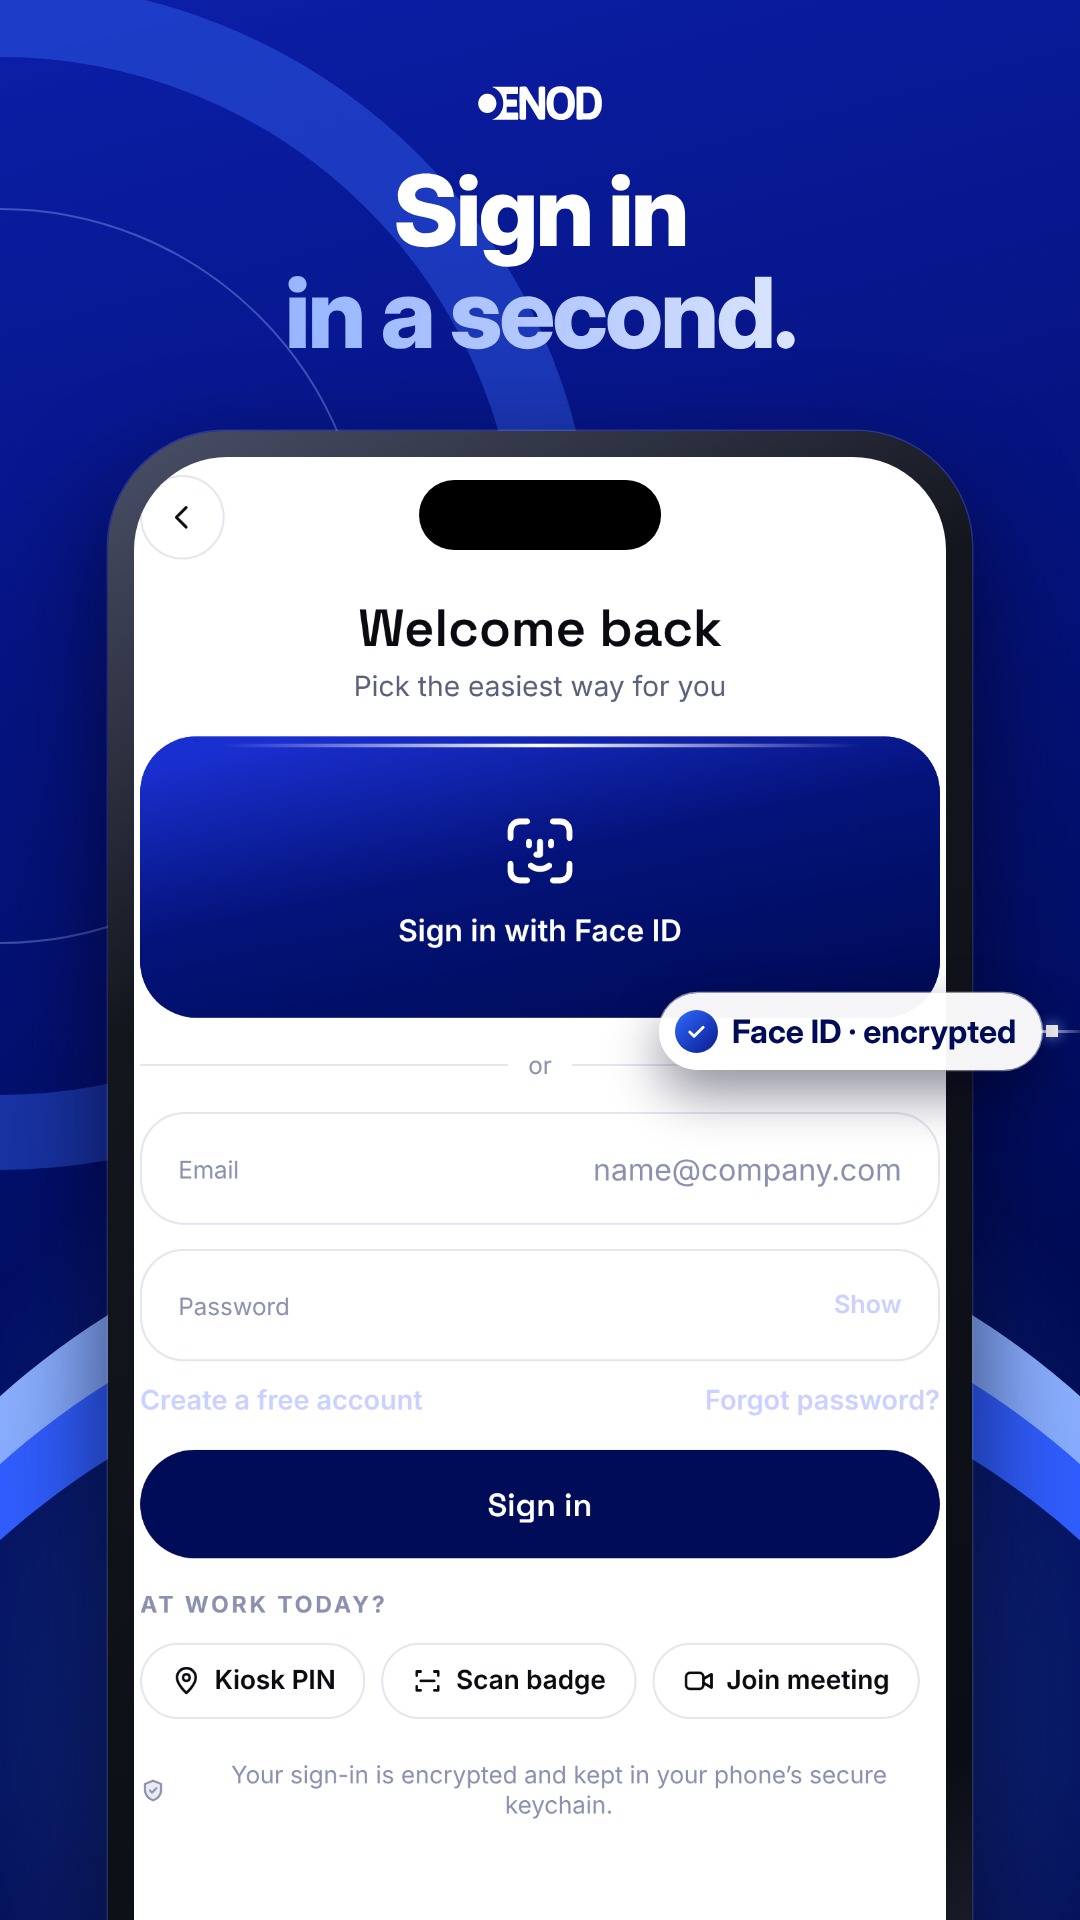 ENOD
Sign in
in a second.
Welcome back
Pick the easiest way for you
Sign in with Face ID
Face ID · encrypted
or
Email
name@company.com
Password
Show
Create a free account
Forgot password?
Sign in
AT WORK TODAY?
Kiosk PIN
Scan badge
Join meeting
Your sign-in is encrypted and kept in your phone’s secure
keychain.